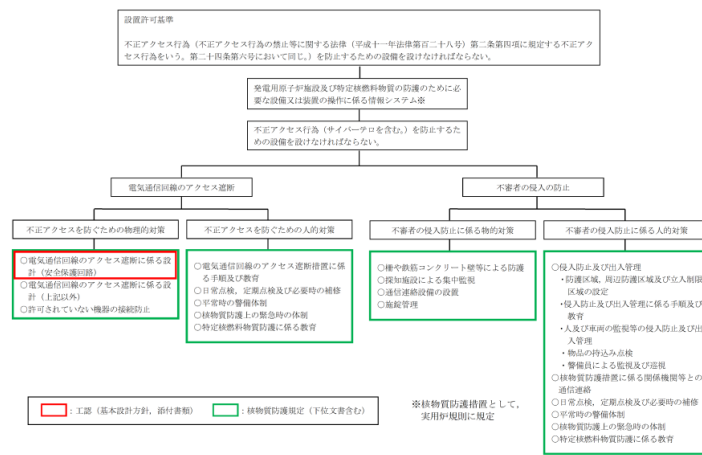 設置許可基準
不正アクセス行為（不正アクセス行為の禁止等に関する法律（平成十一年法律第百二十八号）第二条第四項に規定する不正アク
セス行為をいう。第二十四条第六号において同じ。）を防止するための設備を設けなければならない。
発電用原子炉施設及び特定核燃料物質の防護のために必
要な設備又は装置の操作に係る情報システム※
不正アクセス行為（サイバーテロを含む。）を防止するた
めの設備を設けなければならない。
電気通信回線のアクセス遮断
不審者の侵入の防止
不正アクセスを防ぐための物理的対策
不正アクセスを防ぐための人的対策
不審者の侵入防止に係る物的対策
不審者の侵入防止に係る人的対策
○電気通信回線のアクセス遮断に係る設
計（安全保護回路）
○電気通信回線のアクセス遮断に係る設
計（上記以外）
○許可されていない機器の接続防止
○電気通信回線のアクセス遮断措置に係
る手順及び教育
○日常点検，定期点検及び必要時の補修
○平常時の警備体制
○核物質防護上の緊急時の体制
○特定核燃料物質防護に係る教育
○柵や鉄筋コンクリート壁等による防護
○探知施設による集中監視
○通信連絡設備の設置
○施錠管理
○侵入防止及び出入管理
・防護区域，周辺防護区域及び立入制限
区域の設定
・侵入防止及び出入管理に係る手順及び
教育
・人及び車両の監視等の侵入防止及び出
入管理
・物品の持込み点検
・警備員による監視及び巡視
○核物質防護措置に係る関係機関等との
通信連絡
○日常点検，定期点検及び必要時の補修
○平常時の警備体制
○核物質防護上の緊急時の体制
○特定核燃料物質防護に係る教育
：工認（基本設計方針，添付書類）
：核物質防護規定（下位文書含む）
※核物質防護措置として，
実用炉規則に規定